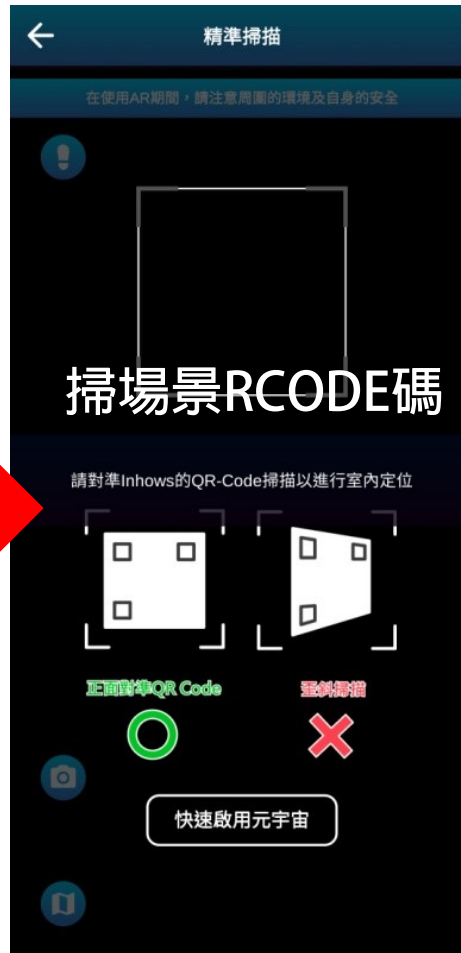 精準掃描
在使用AR期間，請注意周圍的環境及自身的安全
掃場景RCODE碼
請對準Inhows的QR-Code掃描以進行室內定位
正面對準QR Code
歪斜掃描
快速啟用元宇宙